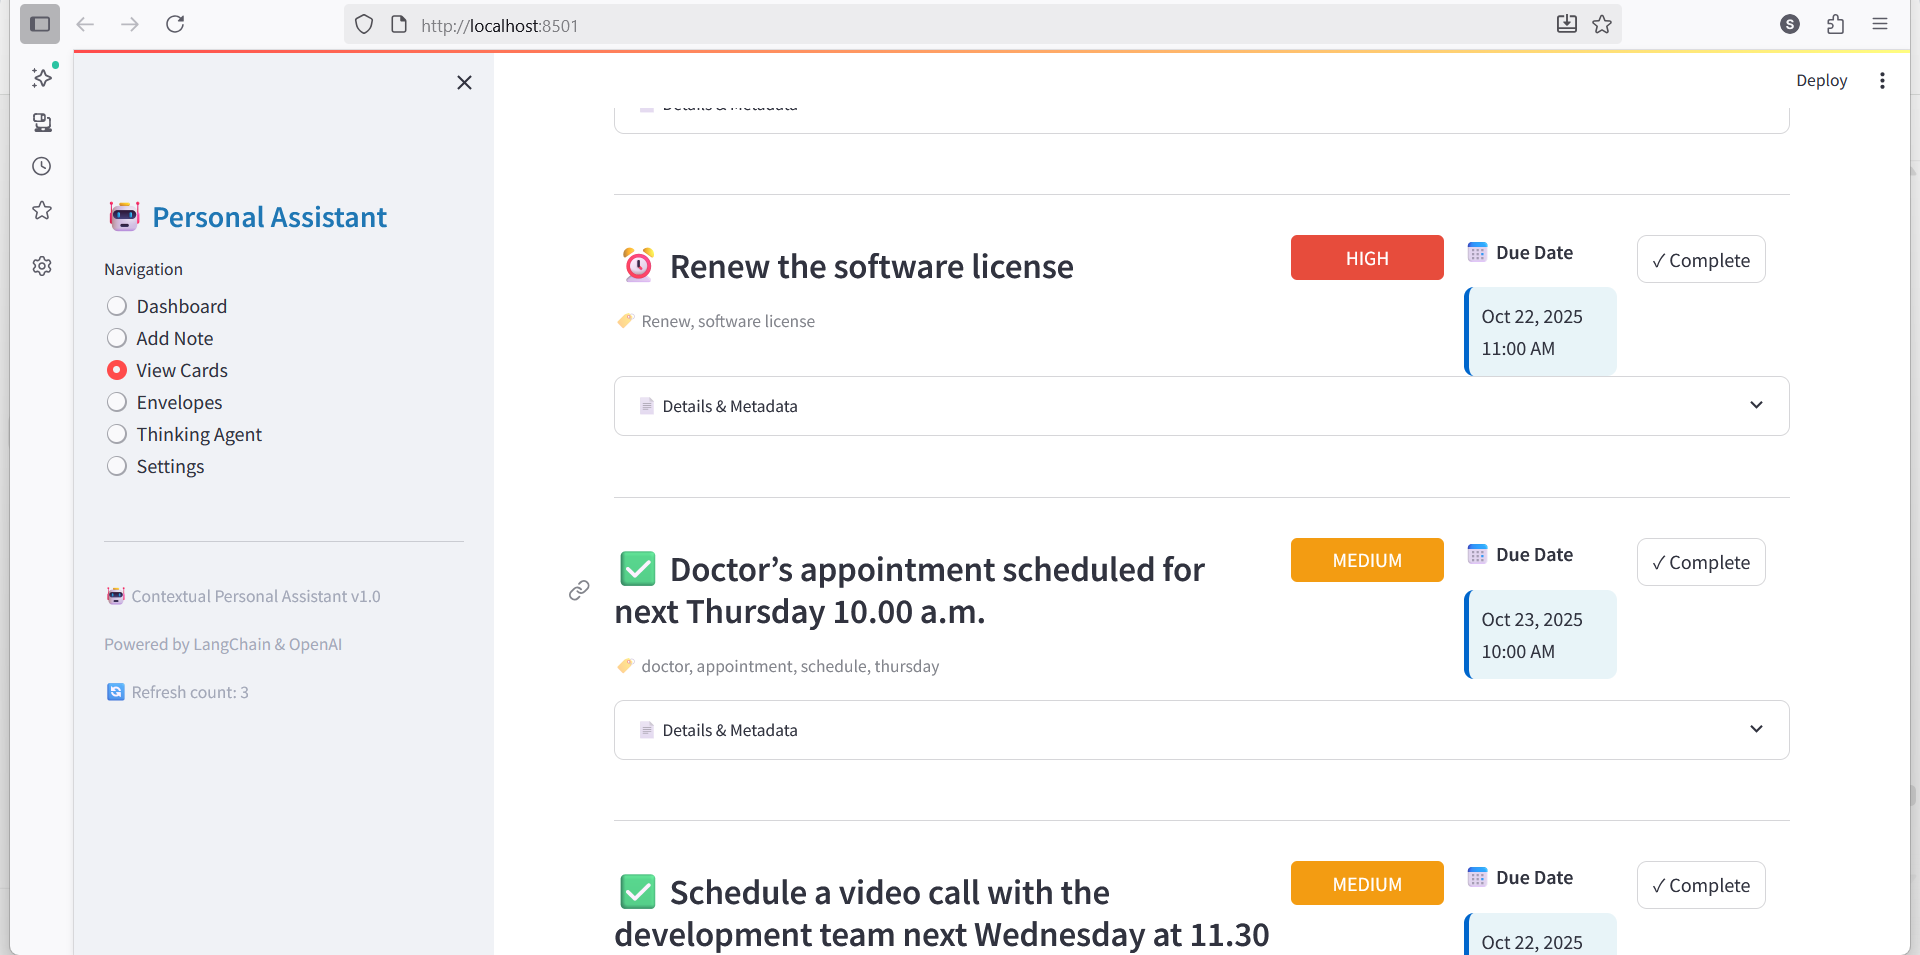 http://localhost:8501
S
Deploy
Details & Metadata
Personal Assistant
Navigation
Dashboard
Add Note
View Cards
Envelopes
Thinking Agent
Settings
Contextual Personal Assistant v1.0
Powered by LangChain & OpenAI
Refresh count: 3
Renew the software license
Renew, software license
HIGH
Due Date
Oct 22, 2025
11:00 AM
✓ Complete
Details & Metadata
Doctor’s appointment scheduled for
next Thursday 10.00 a.m.
doctor, appointment, schedule, thursday
MEDIUM
Due Date
Oct 23, 2025
10:00 AM
✓ Complete
Details & Metadata
Schedule a video call with the
development team next Wednesday at 11.30
MEDIUM
Due Date
Oct 22, 2025
✓ Complete